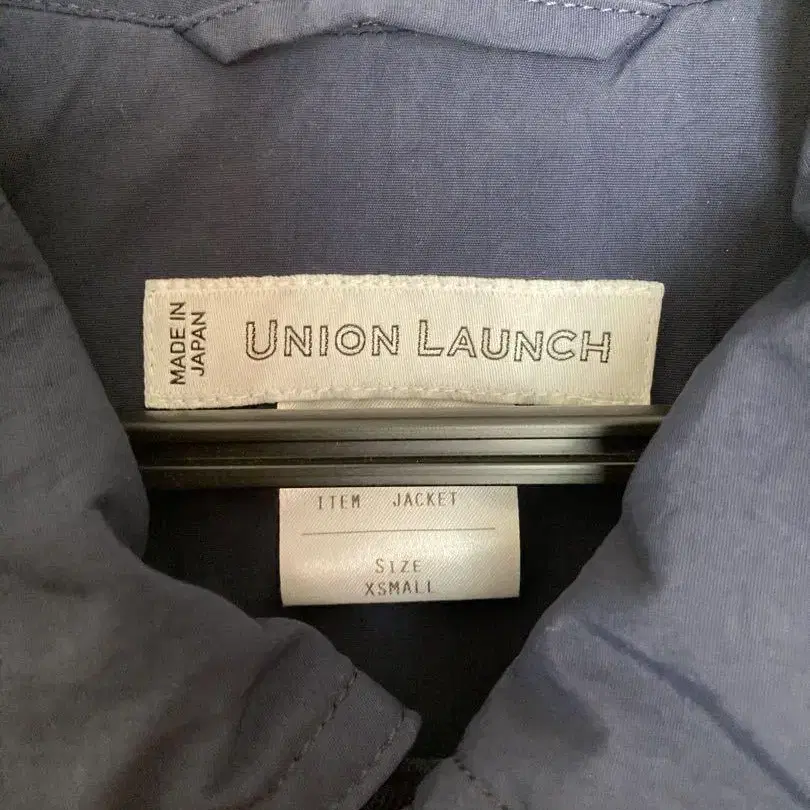 MADE IN
JAPAN
UNION LAUNCH
ITEM JACKET
SIZE
XSMALL